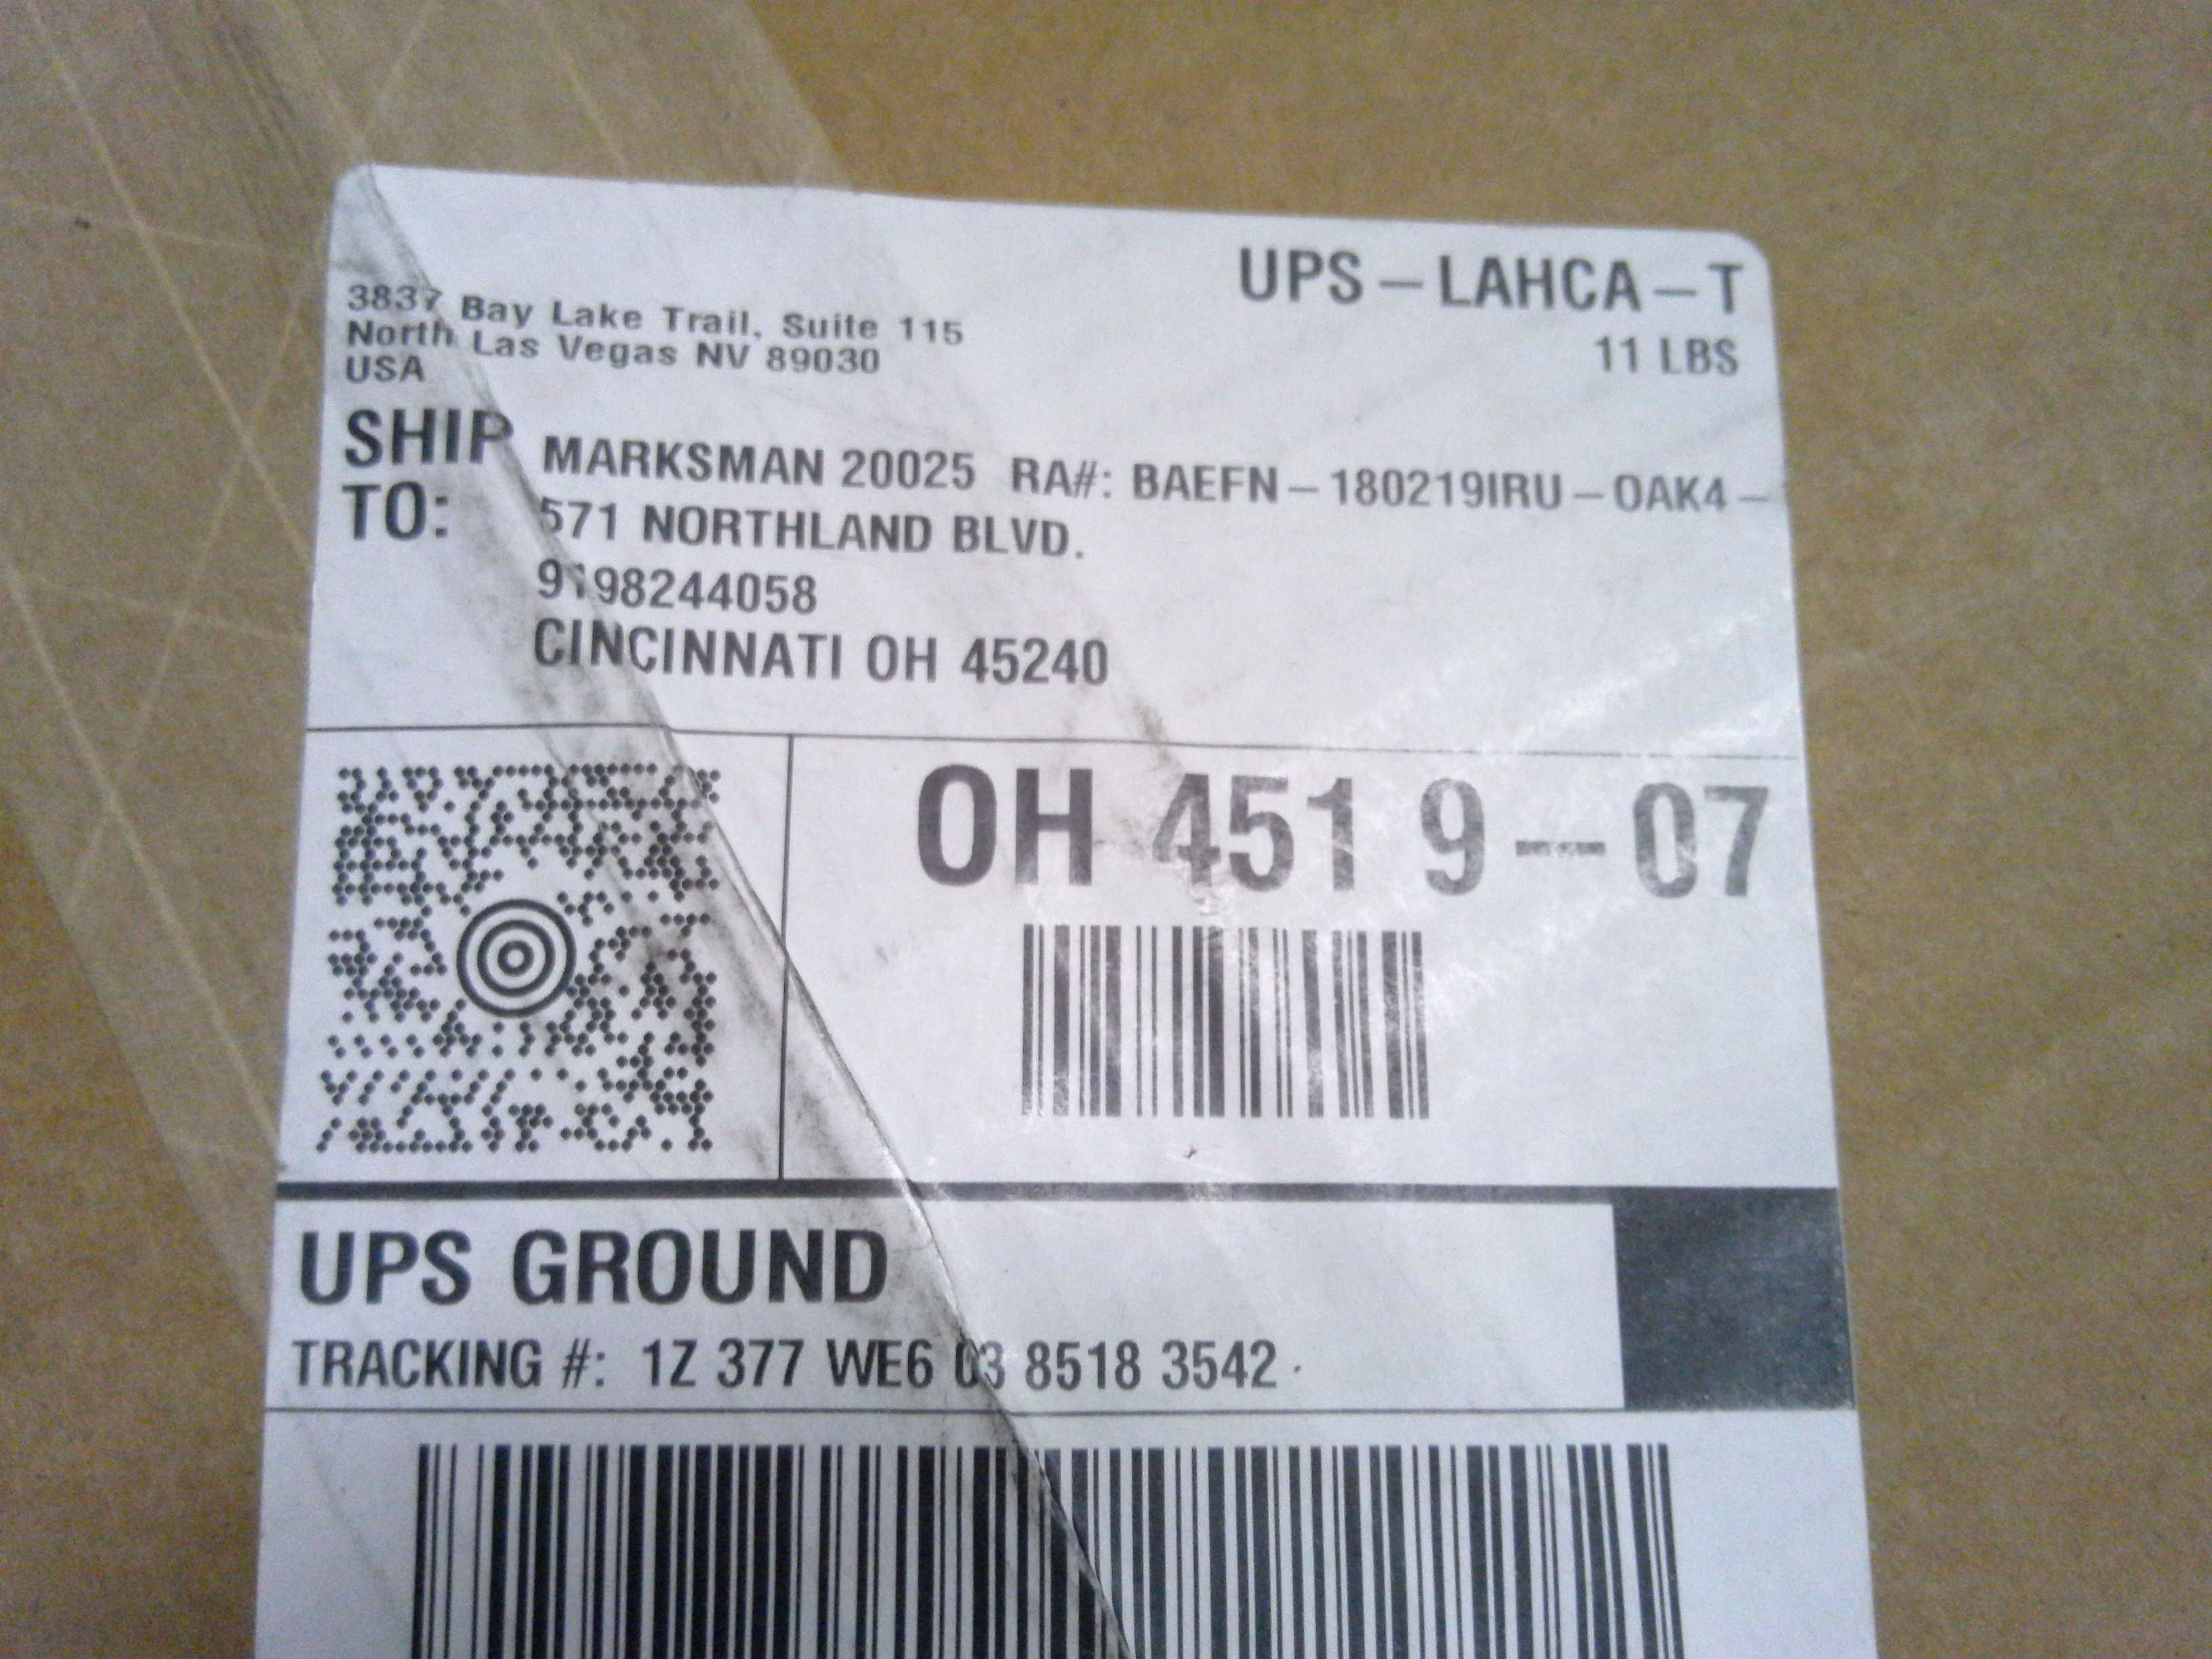 UPS – LAHCA – T
11 LBS
3837 Bay Lake Trail, Suite 115
North Las Vegas NV 89030
USA
SHIP TO:
MARKSMAN 20025 RA#: BAEFN – 180219IRU – OAK4 –
571 NORTHLAND BLVD.
9198244058
CINCINNATI OH 45240
OH 451 9 – 07
UPS GROUND
TRACKING #: 1Z 377 WE6 03 8518 3542